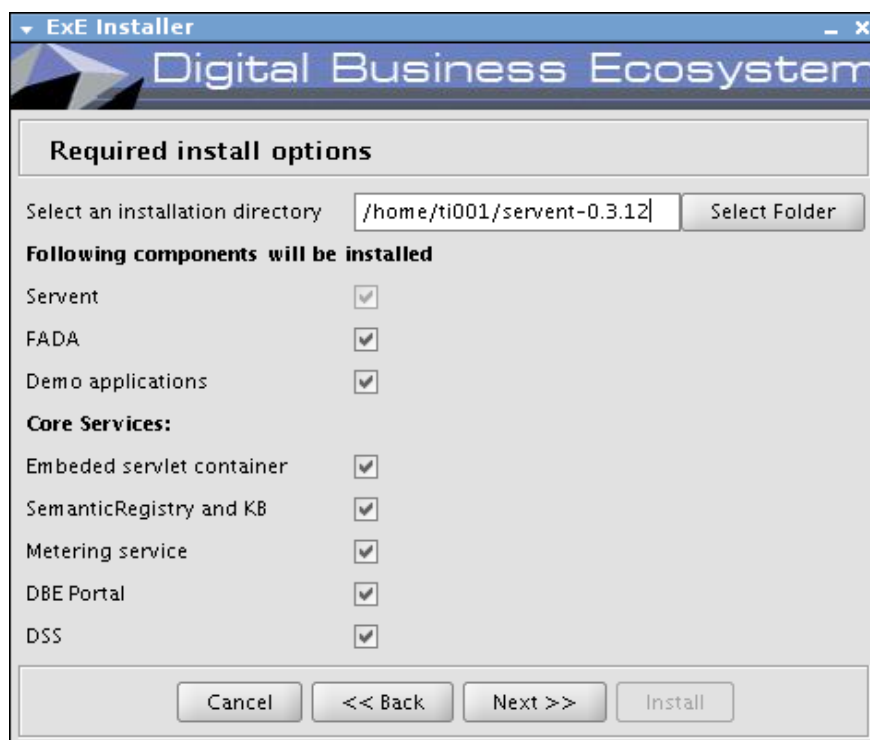 ExE Installer
Digital Business Ecosystem
Required install options
Select an installation directory /home/ti001/servent-0.3.12 Select Folder
Following components will be installed
Servent
FADA
Demo applications
Core Services:
Embeded servlet container
SemanticRegistry and KB
Metering service
DBE Portal
DSS
Cancel << Back Next >> Install